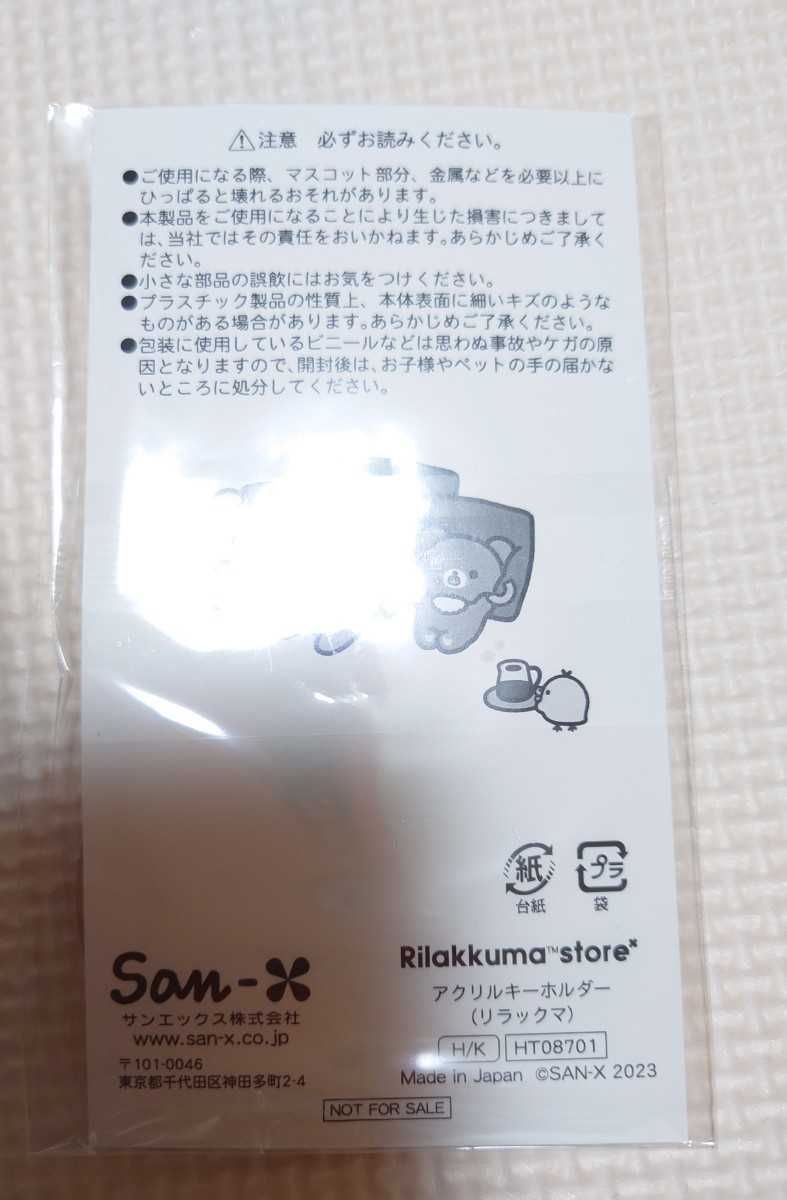 ⚠注意 必ずお読みください。
●ご使用になる際、マスコット部分、金属などを必要以上に
ひっぱると壊れるおそれがあります。
●本製品をご使用になることにより生じた損害につきまして
は、当社ではその責任をおいかねます。あらかじめご了承く
ださい。
●小さな部品の誤飲にはお気をつけください。
●プラスチック製品の性質上、本体表面に細いキズのような
ものがある場合があります。あらかじめご了承ください。
●包装に使用しているビニールなどは思わぬ事故やケガの原
因となりますので、開封後は、お子様やペットの手の届かな
いところに処分してください。
紙
台紙
プラ
袋
San-X
サンエックス株式会社
www.san-x.co.jp
〒101-0046
東京都千代田区神田多町2-4
Rilakkuma™store
アクリルキーホルダー
(リラックマ)
H/K HT08701
Made in Japan ©SAN-X 2023
NOT FOR SALE